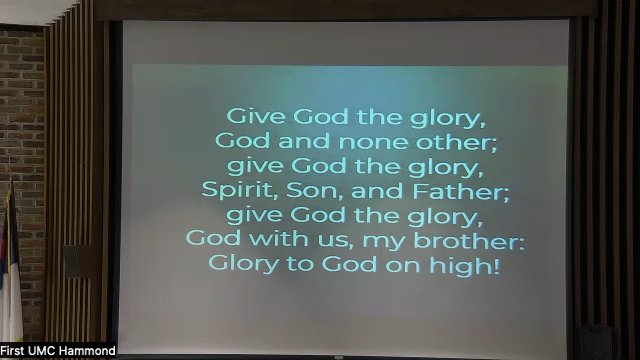 Give God the glory,
God and none other;
give God the glory,
Spirit, Son, and Father;
give God the glory,
God with us, my brother:
Glory to God on high!
First UMC Hammond